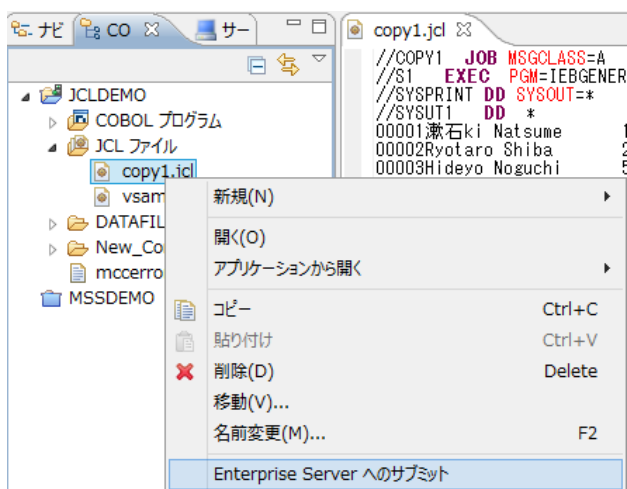 ナビ
CO
サー
copy1.jcl
JCLDEMO
COBOL プログラム
JCL ファイル
copy1.jcl
vsam
DATAFIL
New_Co
mccerro
MSSDEMO
//COPY1 JOB MSGCLASS=A
//S1 EXEC PGM=IEBGENER
//SYSPRINT DD SYSOUT=*
//SYSUT1 DD *
00001漱石ki Natsume 1
00002Ryotaro Shiba 2
00003Hideyo Noguchi 5
新規(N)
開く(O)
アプリケーションから開く
コピー Ctrl+C
貼り付け Ctrl+V
削除(D) Delete
移動(V)...
名前変更(M)... F2
Enterprise Server へのサブミット